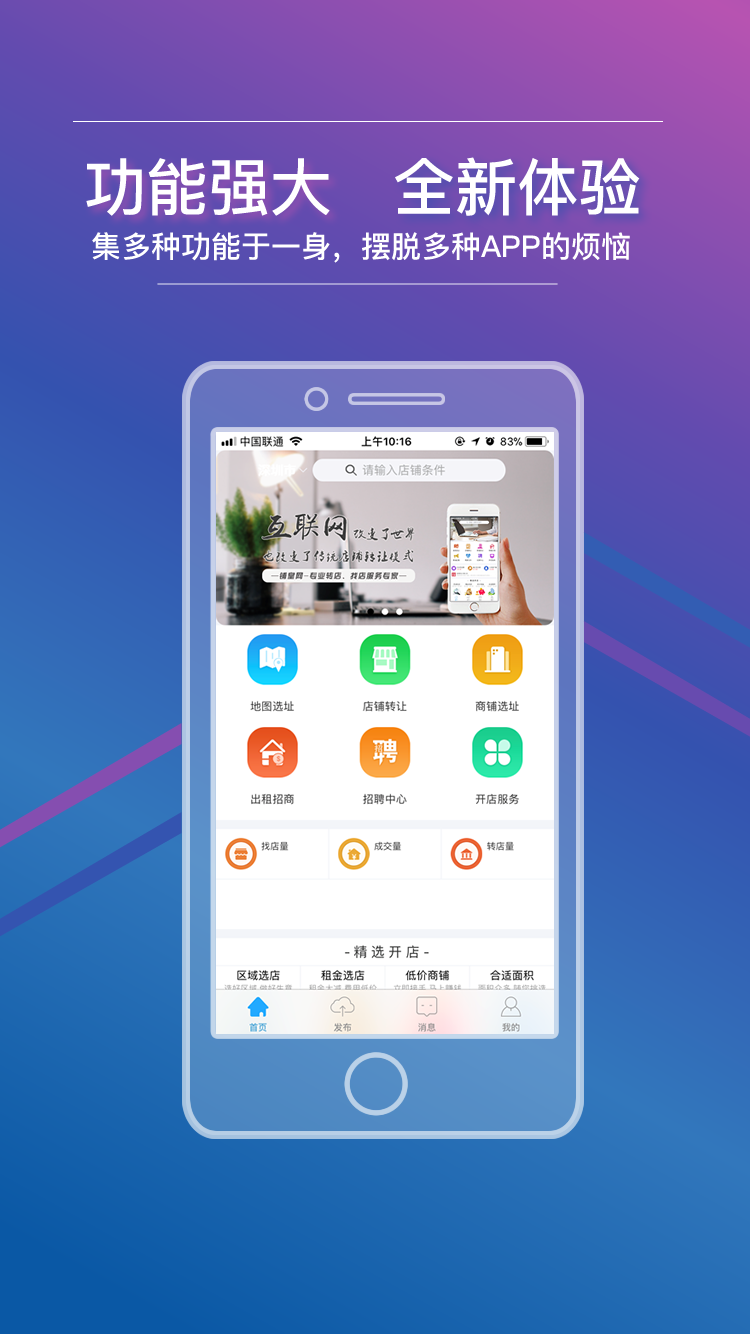 功能强大 全新体验
集多种功能于一身，摆脱多种APP的烦恼
中国联通 上午10:16 83%
请输入店铺条件
互联网改变了世界
也改变了传统店铺转让模式
—铺皇网-专业转店、找店服务专家—
地图选址 店铺转让 商铺选址
出租招商 招聘中心 开店服务
找店量 成交量 转店量
-精选开店-
区域选店 租金选店 低价商铺 合适面积
首页 发布 消息 我的